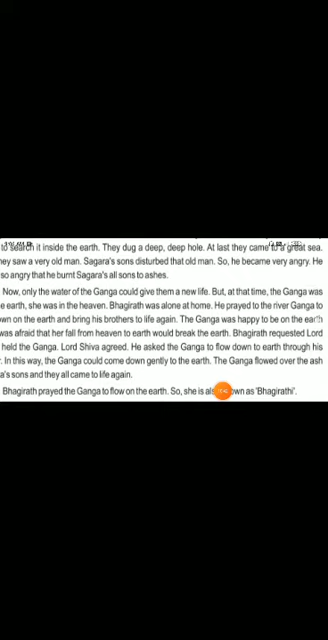 to search it inside the earth. They dug a deep, deep hole. At last they came to a great sea.
hey saw a very old man. Sagara's sons disturbed that old man. So, he became very angry. He
so angry that he burnt Sagara's all sons to ashes.
Now, only the water of the Ganga could give them a new life. But, at that time, the Ganga was
e earth, she was in the heaven. Bhagirath was alone at home. He prayed to the river Ganga to
own on the earth and bring his brothers to life again. The Ganga was happy to be on the earth
was afraid that her fall from heaven to earth would break the earth. Bhagirath requested Lord
held the Ganga. Lord Shiva agreed. He asked the Ganga to flow down to earth through his
. In this way, the Ganga could come down gently to the earth. The Ganga flowed over the ash
a's sons and they all came to life again.
Bhagirath prayed the Ganga to flow on the earth. So, she is als own as 'Bhagirathi'.